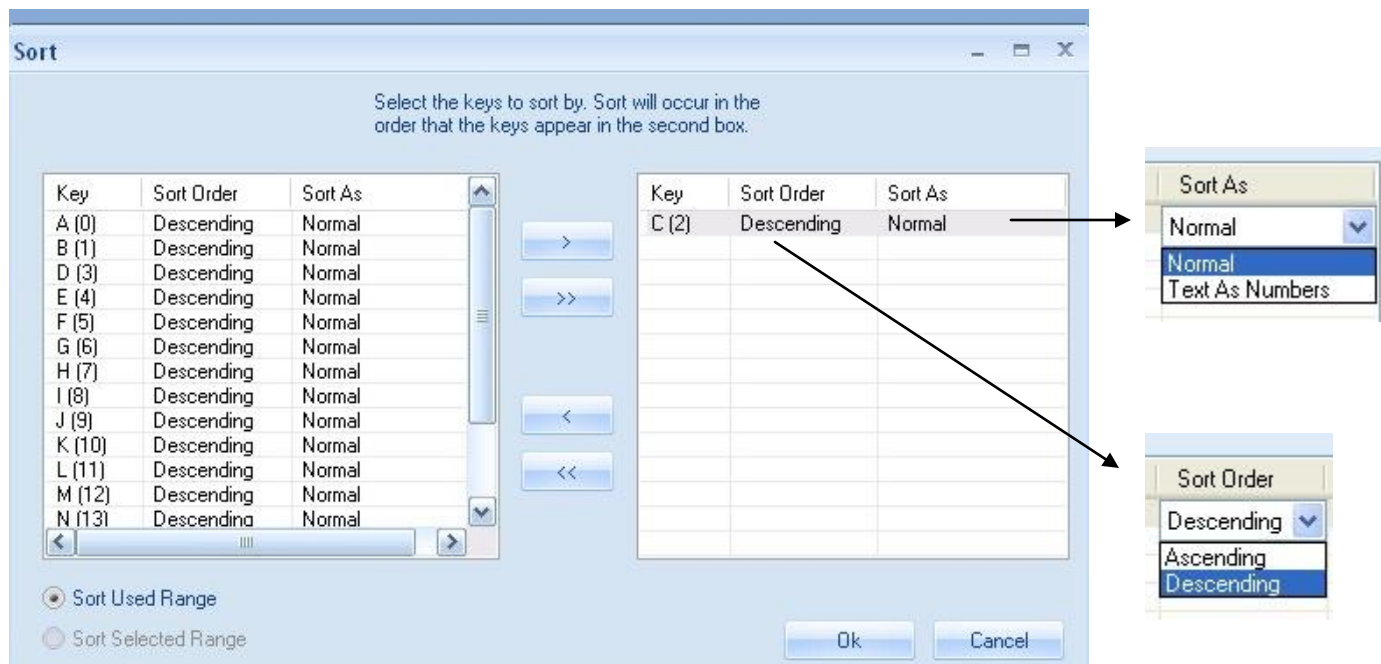 Sort
Select the keys to sort by. Sort will occur in the
order that the keys appear in the second box.
Key Sort Order Sort As
A (0) Descending Normal
B (1) Descending Normal
D (3) Descending Normal
E (4) Descending Normal
F (5) Descending Normal
G (6) Descending Normal
H (7) Descending Normal
I (8) Descending Normal
J (9) Descending Normal
K (10) Descending Normal
L (11) Descending Normal
M (12) Descending Normal
N (13) Descending Normal
>
>>
<
<<
Key Sort Order Sort As
C (2) Descending Normal
Sort As
Normal
Normal
Text As Numbers
Sort Order
Descending
Ascending
Descending
Sort Used Range
Sort Selected Range
Ok Cancel